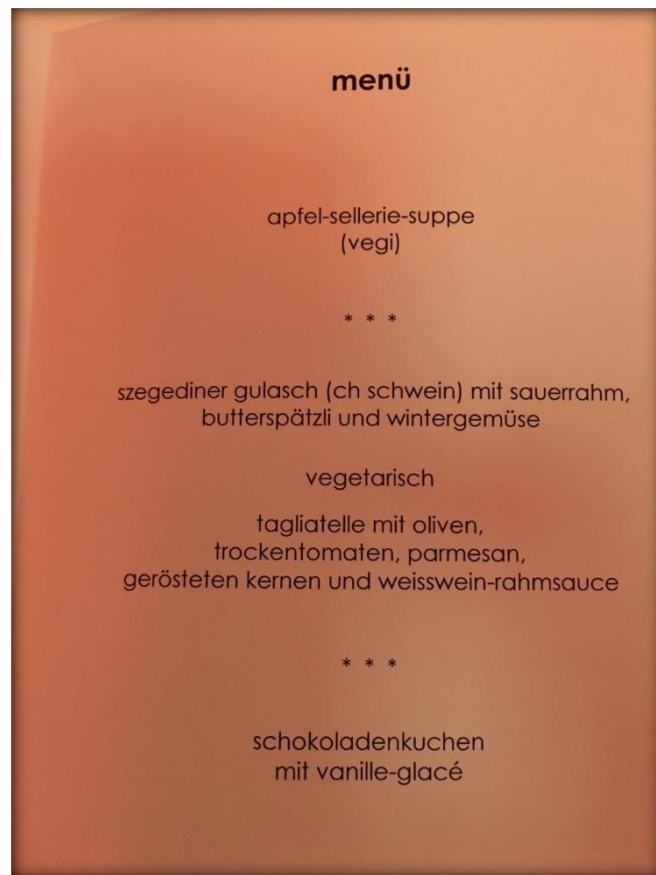 menü
apfel-sellerie-suppe
(vegi)
* * *
szegediner gulasch (ch schwein) mit sauerrahm,
butterspätzli und wintergemüse
vegetarisch
tagliatelle mit oliven,
trockentomaten, parmesan,
gerösteten kernen und weisswein-rahmsauce
* * *
schokoladenkuchen
mit vanille-glacé